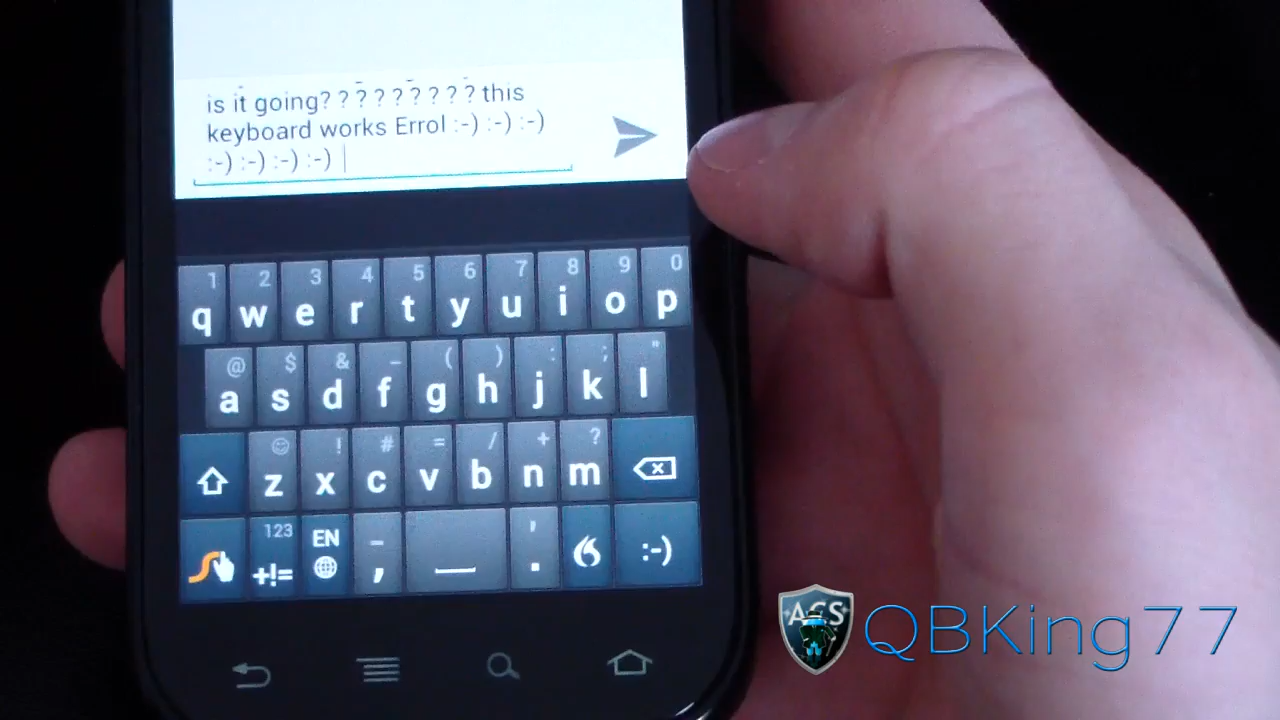 is it going? ? ? ? ? ? ? ? ? this
keyboard works Errol :-) :-) :-)
:-) :-) :-) :-)
1 2 3 4 5 6 7 8 9 0
q w e r t y u i o p
@ $ & _ ( ) : ; "
a s d f g h j k l
! # = / + ?
z x c v b n m
123 EN - '
+!= , . :-)
ACS
QBKing77